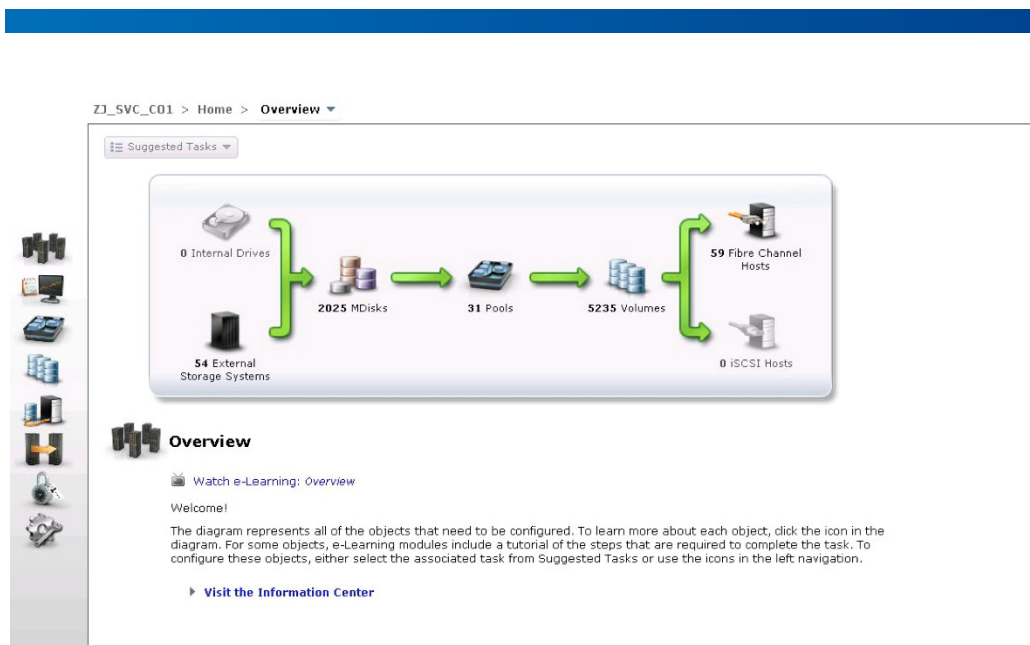 ZJ_SVC_C01 > Home > Overview
Suggested Tasks
0 Internal Drives
54 External
Storage Systems
2025 MDisks
31 Pools
5235 Volumes
59 Fibre Channel
Hosts
0 iSCSI Hosts
Overview
Watch e-Learning: Overview
Welcome!
The diagram represents all of the objects that need to be configured. To learn more about each object, click the icon in the
diagram. For some objects, e-Learning modules include a tutorial of the steps that are required to complete the task. To
configure these objects, either select the associated task from Suggested Tasks or use the icons in the left navigation.
Visit the Information Center